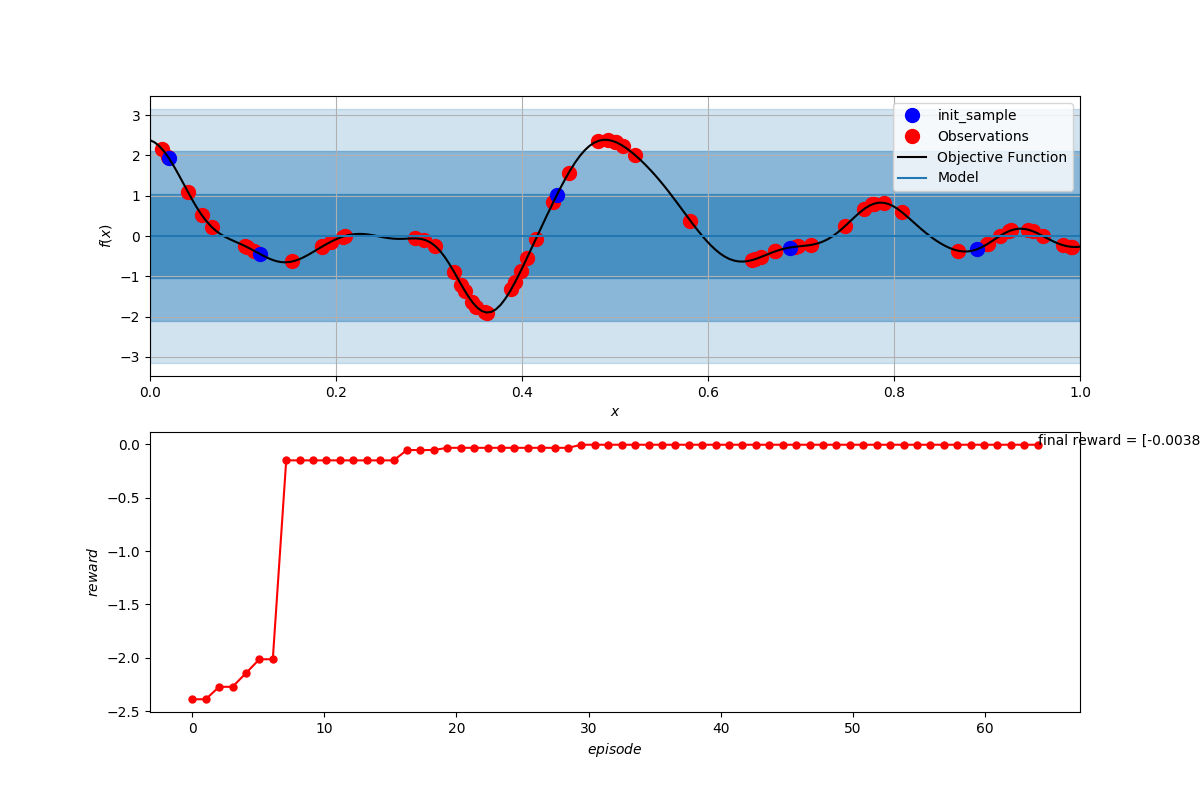 3
2
1
0
−1
−2
−3
f(x)
init_sample
Observations
Objective Function
Model
0.0
0.2
0.4
0.6
0.8
1.0
x
0.0
−0.5
−1.0
−1.5
−2.0
−2.5
reward
final reward = [-0.0038
0
10
20
30
40
50
60
episode